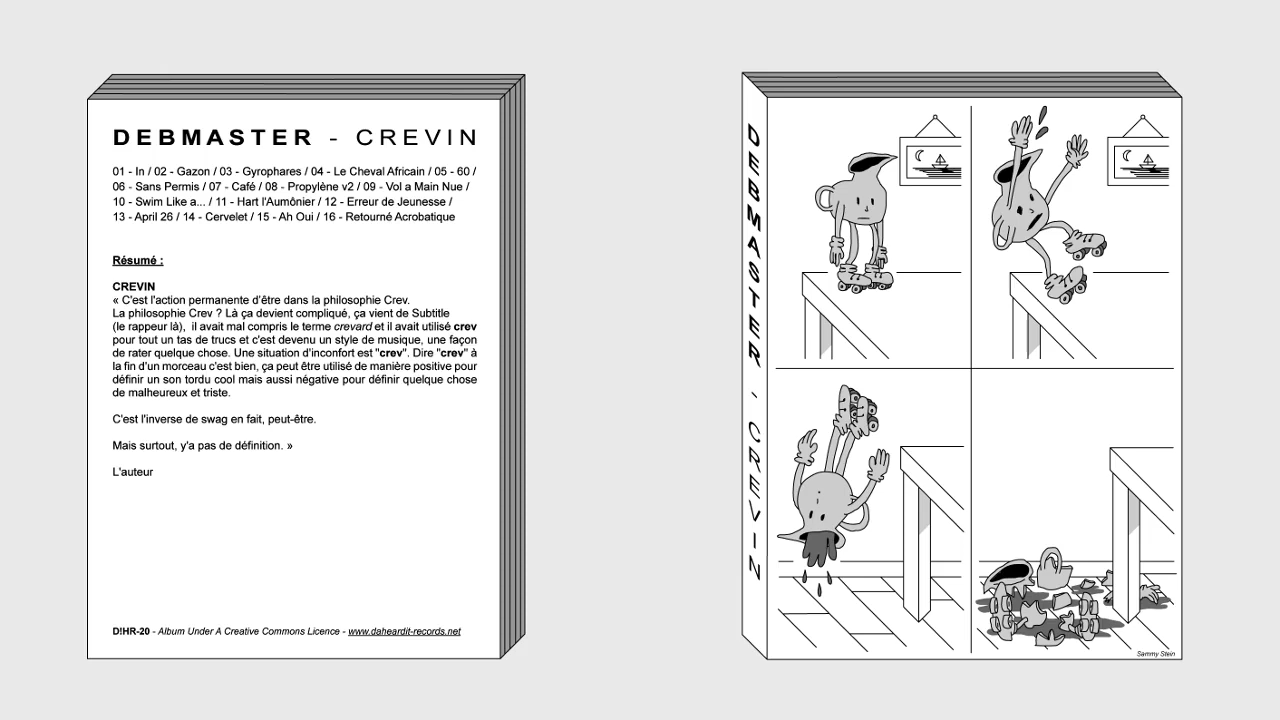 DEBMASTER - CREVIN
01 - In / 02 - Gazon / 03 - Gyrophares / 04 - Le Cheval Africain / 05 - 60 /
06 - Sans Permis / 07 - Café / 08 - Propylène v2 / 09 - Vol a Main Nue /
10 - Swim Like a... / 11 - Hart l'Aumônier / 12 - Erreur de Jeunesse /
13 - April 26 / 14 - Cervelet / 15 - Ah Oui / 16 - Retourné Acrobatique
Résumé :
CREVIN
« C'est l'action permanente d'être dans la philosophie Crev.
La philosophie Crev ? Là ça devient compliqué, ça vient de Subtitle
(le rappeur là),  il avait mal compris le terme crevard et il avait utilisé crev
pour tout un tas de trucs et c'est devenu un style de musique, une façon
de rater quelque chose. Une situation d'inconfort est "crev". Dire "crev" à
la fin d'un morceau c'est bien, ça peut être utilisé de manière positive pour
définir un son tordu cool mais aussi négative pour définir quelque chose
de malheureux et triste.
C'est l'inverse de swag en fait, peut-être.
Mais surtout, y'a pas de définition. »
L'auteur
D!HR-20 - Album Under A Creative Commons Licence - www.daheardit-records.net
DEBMASTER - CREVIN
Sammy Stein